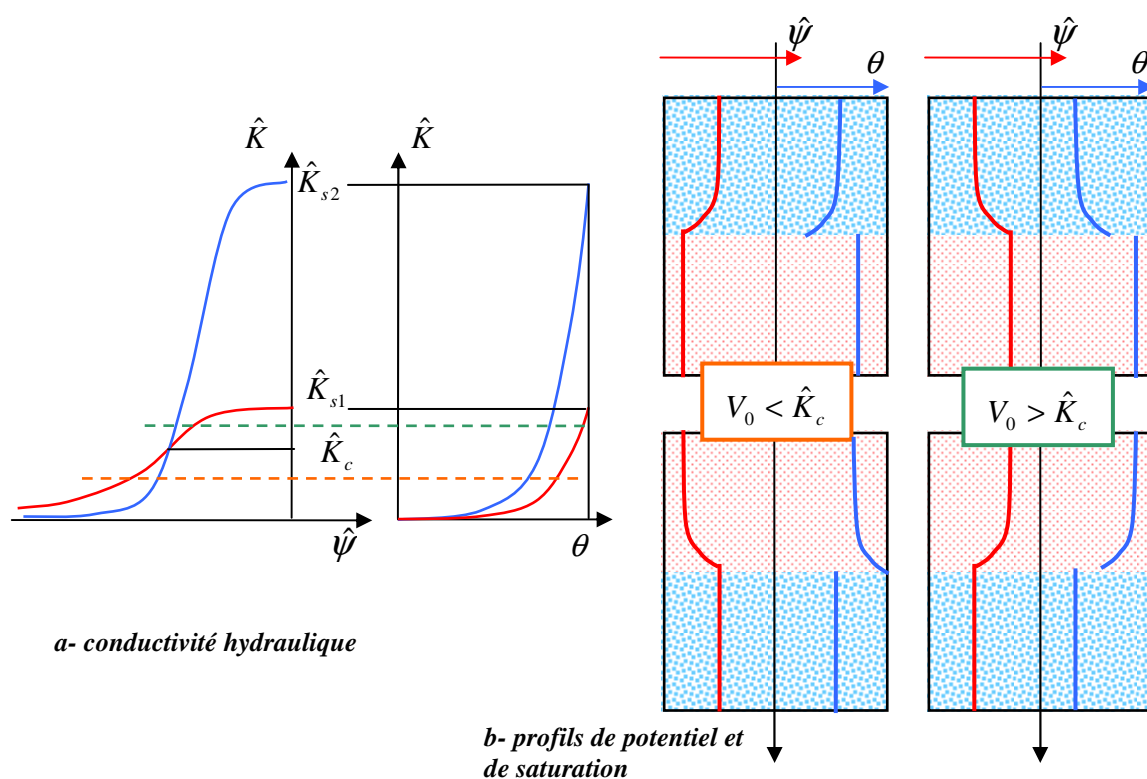 ψ̂
θ
ψ̂
θ
K̂
K̂
K̂s2
K̂s1
K̂c
ψ̂
θ
V₀ < K̂c
V₀ > K̂c
a- conductivité hydraulique
b- profils de potentiel et
de saturation